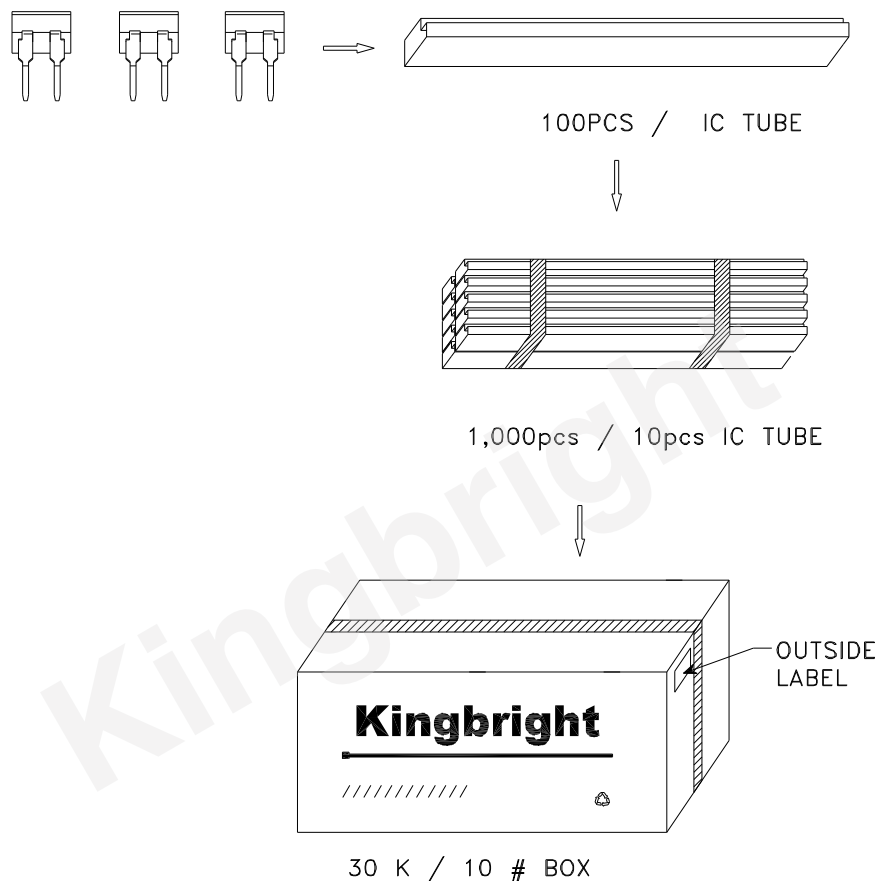 100PCS / IC TUBE
1,000pcs / 10pcs IC TUBE
Kingbright
OUTSIDE
LABEL
Kingbright
30 K / 10 # BOX